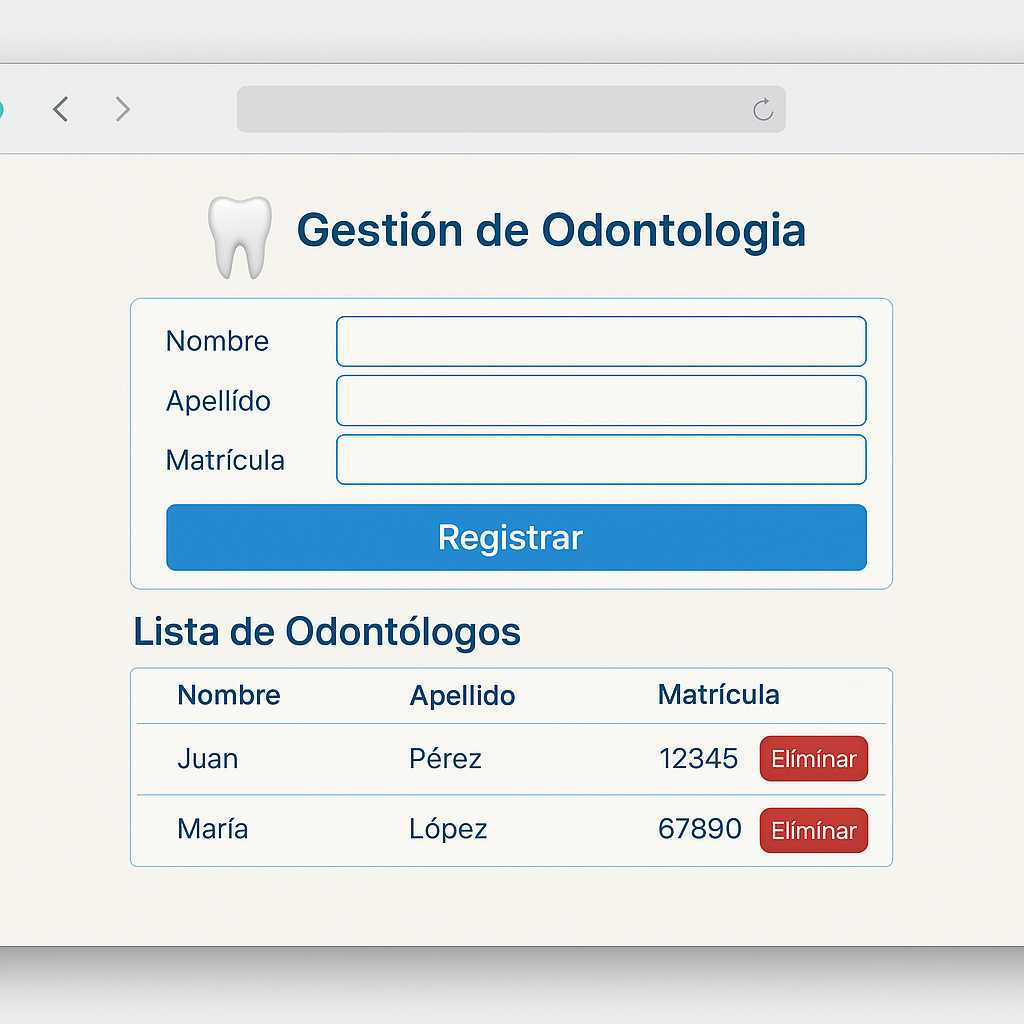 Gestión de Odontologia
Nombre
Apellído
Matrícula
Registrar
Lista de Odontólogos
Nombre Apellido Matrícula
Juan Pérez 12345 Elímínar
María López 67890 Elímínar